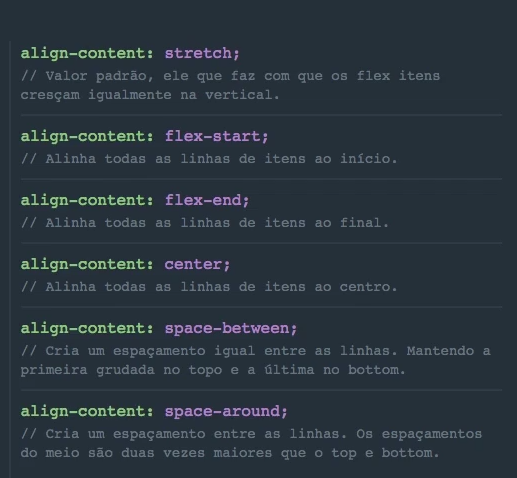 align-content: stretch;
// Valor padrão, ele que faz com que os flex itens
cresçam igualmente na vertical.
align-content: flex-start;
// Alinha todas as linhas de itens ao início.
align-content: flex-end;
// Alinha todas as linhas de itens ao final.
align-content: center;
// Alinha todas as linhas de itens ao centro.
align-content: space-between;
// Cria um espaçamento igual entre as linhas. Mantendo a
primeira grudada no topo e a última no bottom.
align-content: space-around;
// Cria um espaçamento entre as linhas. Os espaçamentos
do meio são duas vezes maiores que o top e bottom.